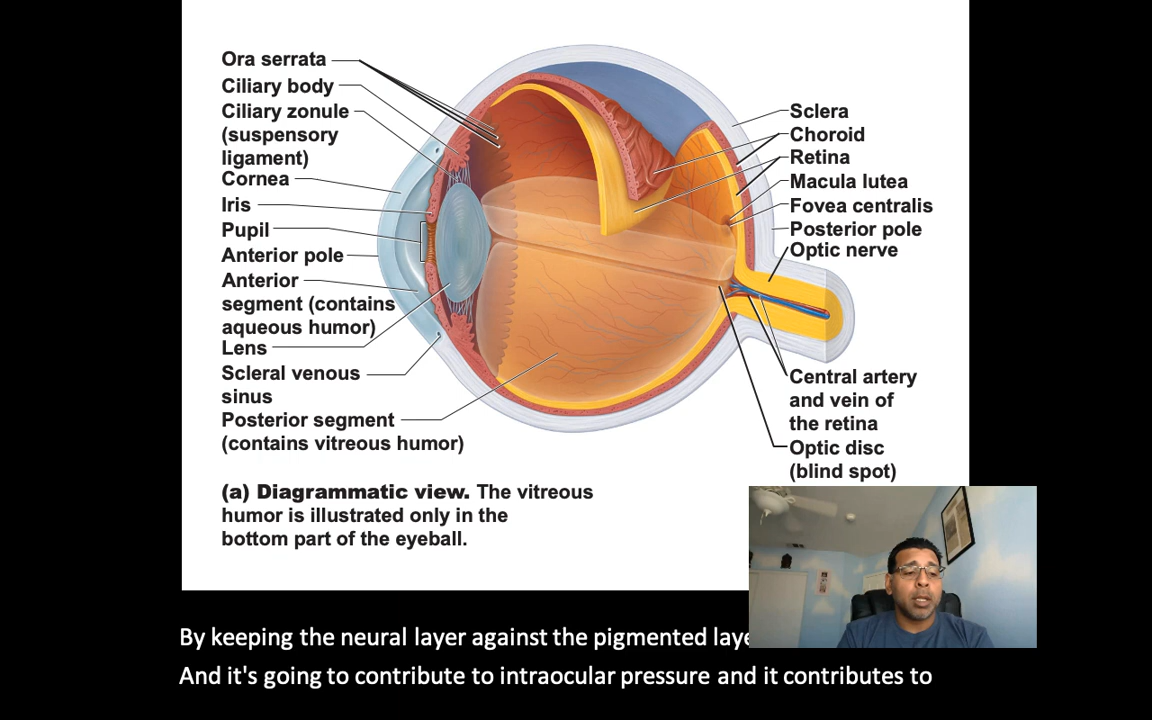 Ora serrata
Ciliary body
Ciliary zonule
(suspensory
ligament)
Cornea
Iris
Pupil
Anterior pole
Anterior
segment (contains
aqueous humor)
Lens
Scleral venous
sinus
Posterior segment
(contains vitreous humor)
Sclera
Choroid
Retina
Macula lutea
Fovea centralis
Posterior pole
Optic nerve
Central artery
and vein of
the retina
Optic disc
(blind spot)
(a) Diagrammatic view. The vitreous
humor is illustrated only in the
bottom part of the eyeball.
By keeping the neural layer against the pigmented
And it's going to contribute to intraocular pressure and it contributes to